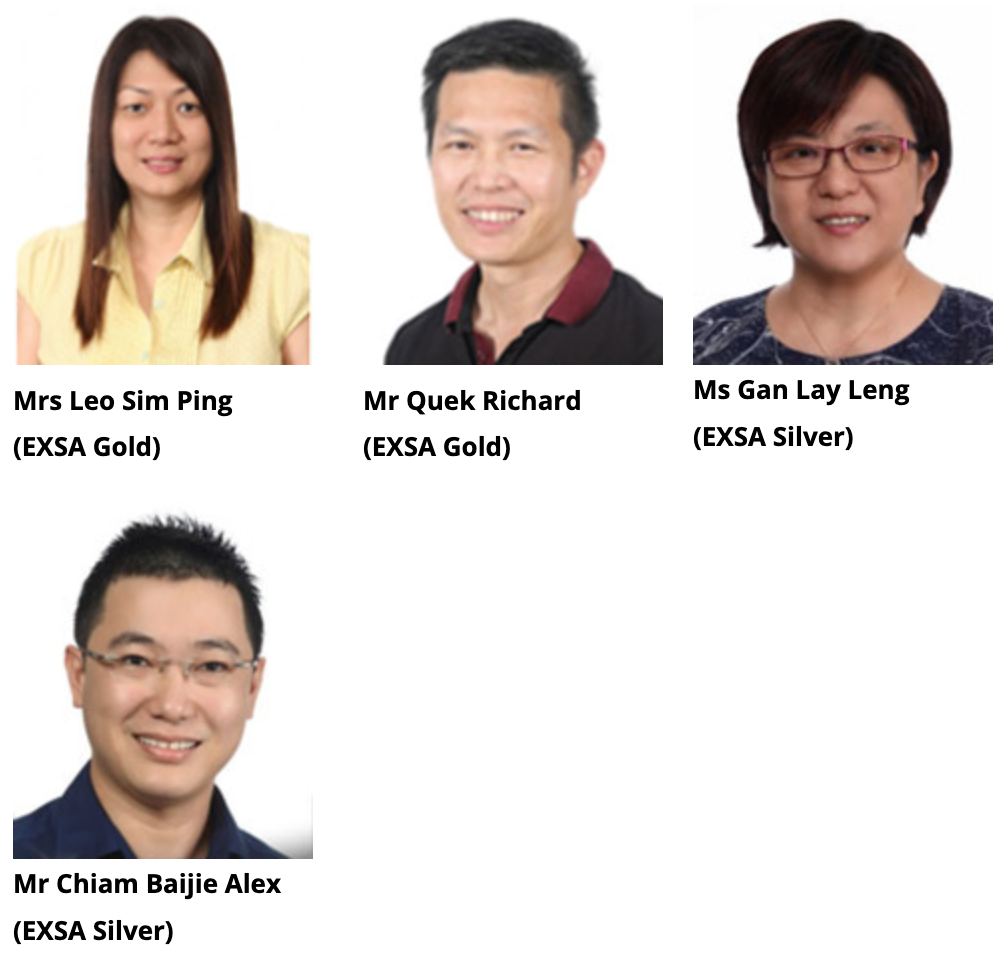 Mrs Leo Sim Ping
(EXSA Gold)
Mr Quek Richard
(EXSA Gold)
Ms Gan Lay Leng
(EXSA Silver)
Mr Chiam Baijie Alex
(EXSA Silver)